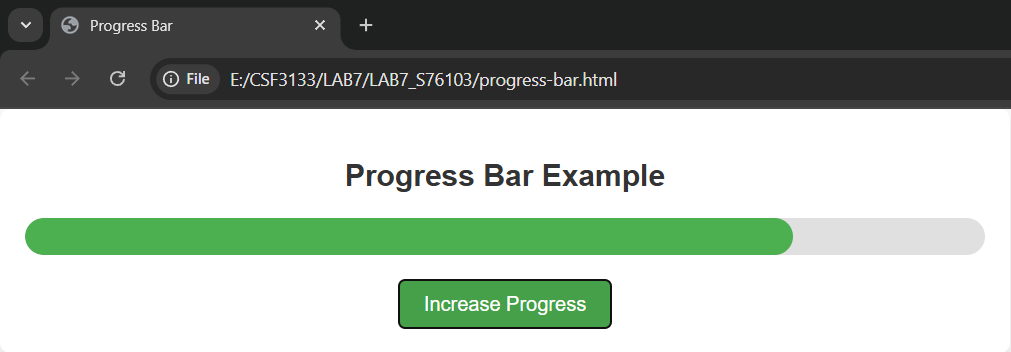 Progress Bar
File E:/CSF3133/LAB7/LAB7_S76103/progress-bar.html
Progress Bar Example
Increase Progress